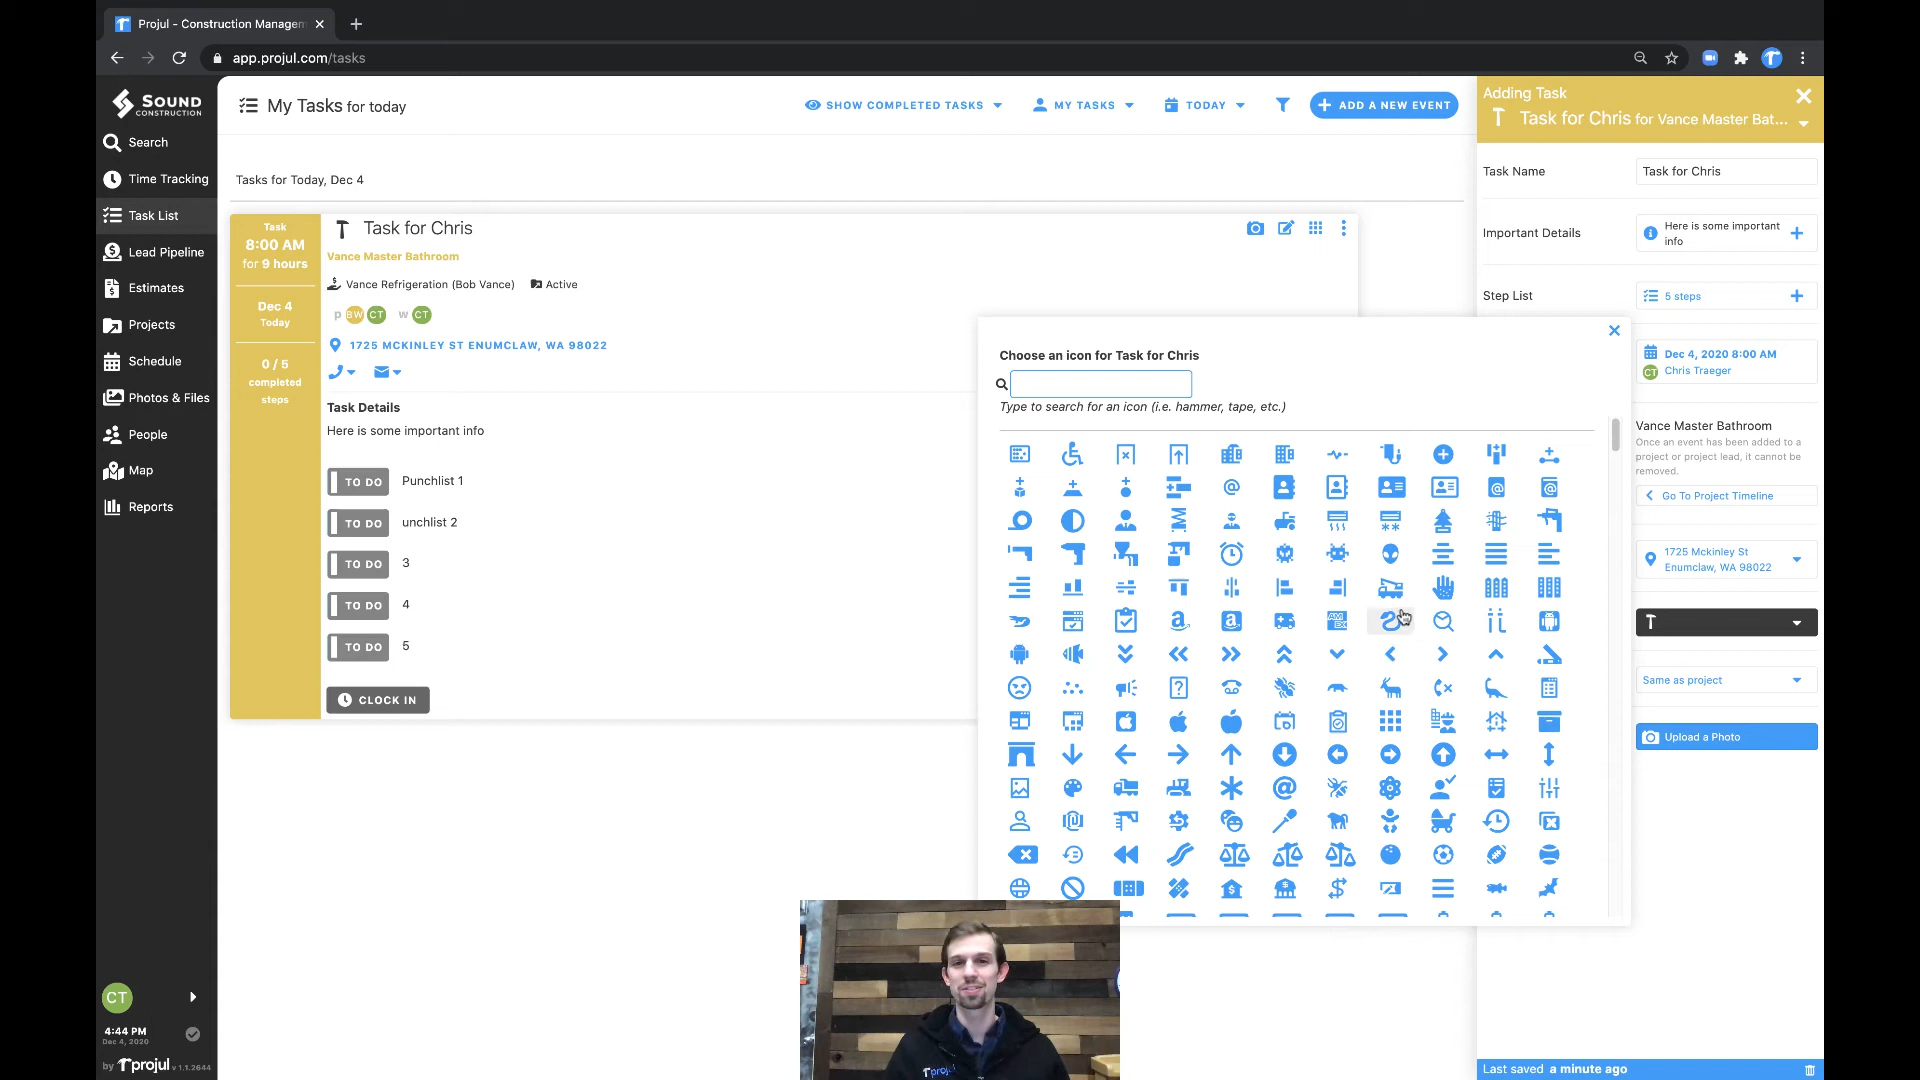 Projul - Construction Managem
app.projul.com/tasks
SOUND
CONSTRUCTION
Search
Time Tracking
Task List
Lead Pipeline
Estimates
Projects
Schedule
Photos & Files
People
Map
Reports
CT
4:44 PM
Dec 4, 2020
by projul v 1.1.2644
My Tasks for today
SHOW COMPLETED TASKS
MY TASKS
TODAY
ADD A NEW EVENT
Tasks for Today, Dec 4
Task
8:00 AM
for 9 hours
Dec 4
Today
0 / 5
completed
steps
Task for Chris
Vance Master Bathroom
Vance Refrigeration (Bob Vance) Active
p BW CT w CT
1725 MCKINLEY ST ENUMCLAW, WA 98022
Task Details
Here is some important info
TO DO Punchlist 1
TO DO unchlist 2
TO DO 3
TO DO 4
TO DO 5
CLOCK IN
Choose an icon for Task for Chris
Type to search for an icon (i.e. hammer, tape, etc.)
AM
EX
Adding Task
Task for Chris for Vance Master Bat...
Task Name Task for Chris
Important Details
Here is some important
info
Step List 5 steps
Dec 4, 2020 8:00 AM
CT Chris Traeger
Vance Master Bathroom
Once an event has been added to a
project or project lead, it cannot be
removed.
Go To Project Timeline
1725 Mckinley St
Enumclaw, WA 98022
Same as project
Upload a Photo
Last saved a minute ago
projul